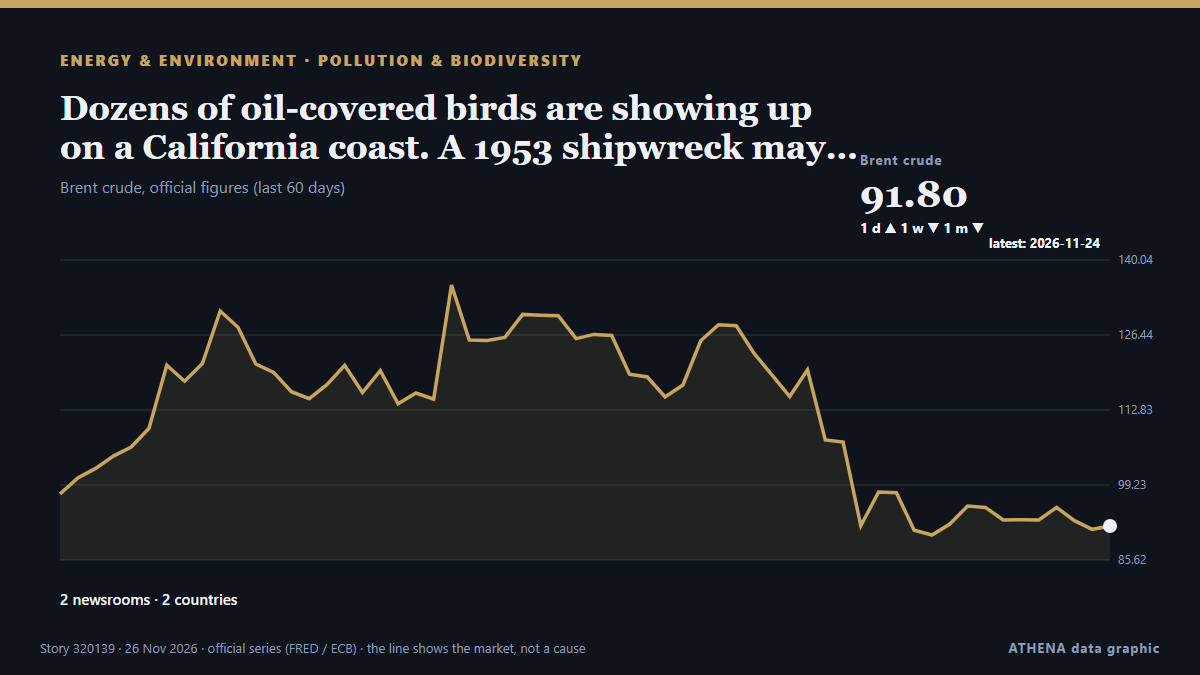 ENERGY & ENVIRONMENT · POLLUTION & BIODIVERSITY
Dozens of oil-covered birds are showing up
on a California coast. A 1953 shipwreck may...
Brent crude, official figures (last 60 days)
Brent crude
91.80
1 d ▲ 1 w ▼ 1 m ▼
latest: 2026-11-24
140.04
126.44
112.83
99.23
85.62
2 newsrooms · 2 countries
Story 320139 · 26 Nov 2026 · official series (FRED / ECB) · the line shows the market, not a cause
ATHENA data graphic